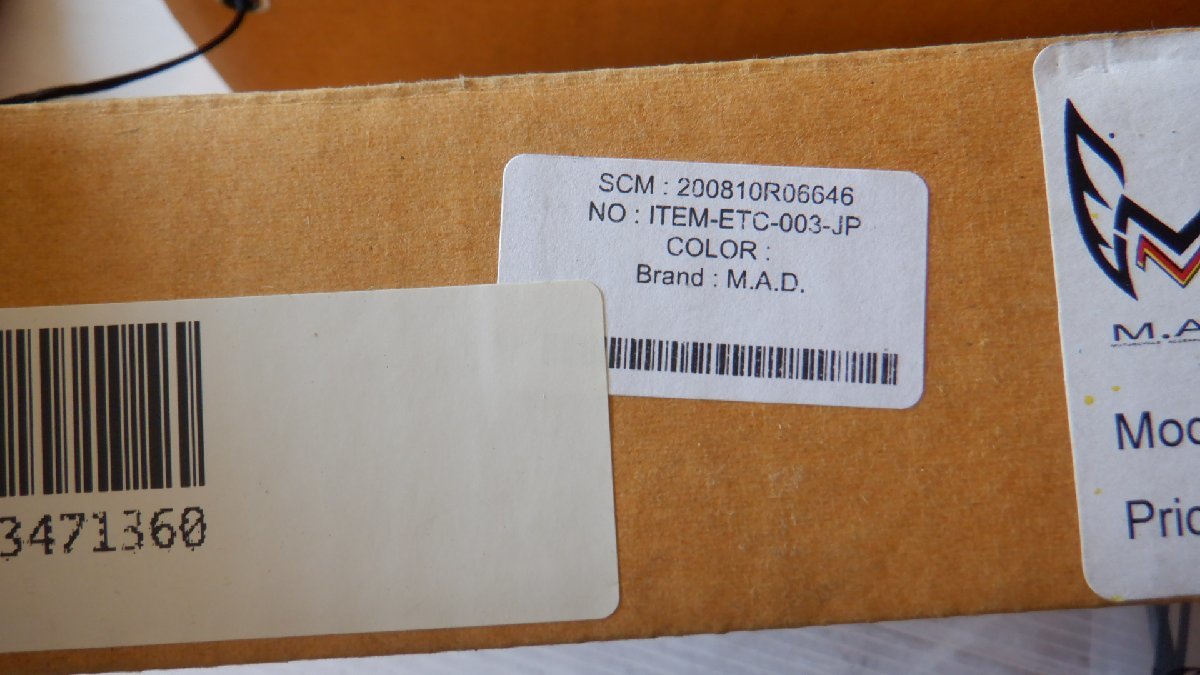 SCM : 200810R06646
NO : ITEM-ETC-003-JP
COLOR :
Brand : M.A.D.
3471360
M.A